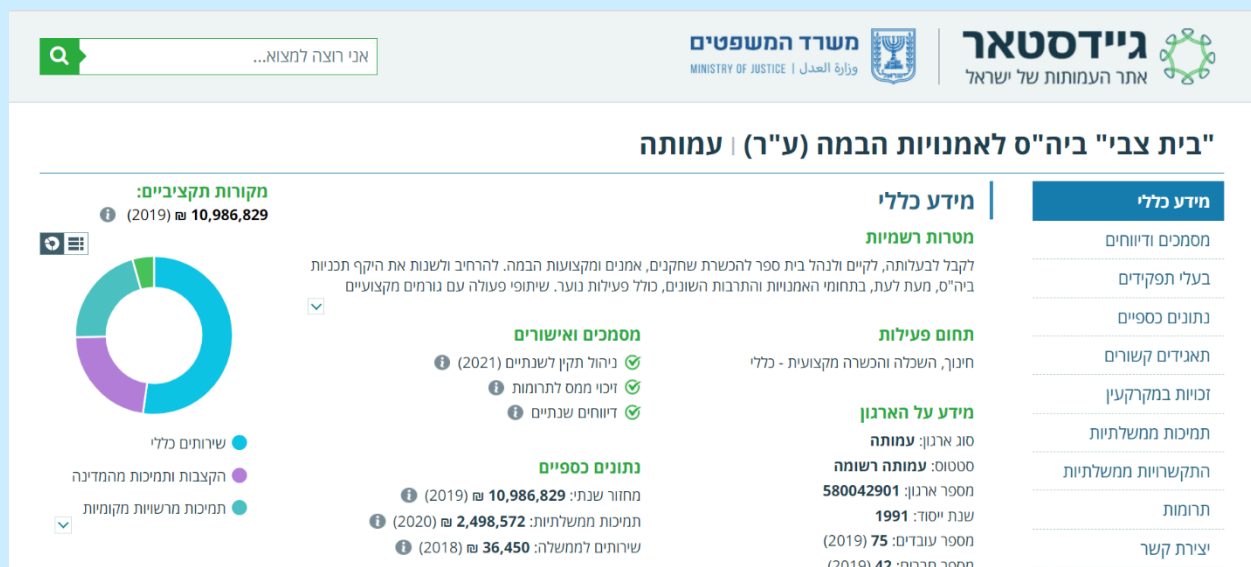 גיידסטאר
אתר העמותות של ישראל
משרד המשפטים
وزارة العدل | MINISTRY OF JUSTICE
אני רוצה למצוא...
"בית צבי" ביה"ס לאמנויות הבמה (ע"ר) | עמותה
מידע כללי
מסמכים ודיווחים
בעלי תפקידים
נתונים כספיים
תאגידים קשורים
זכויות במקרקעין
תמיכות ממשלתיות
התקשרויות ממשלתיות
תרומות
יצירת קשר
מידע כללי
מטרות רשמיות
לקבל לבעלותה, לקיים ולנהל בית ספר להכשרת שחקנים, אמנים ומקצועות הבמה. להרחיב ולשנות את היקף תכניות
ביה"ס, מעת לעת, בתחומי האמנויות והתרבות השונים, כולל פעילות נוער. שיתופי פעולה עם גורמים מקצועיים
תחום פעילות
חינוך, השכלה והכשרה מקצועית - כללי
מידע על הארגון
סוג ארגון: עמותה
סטטוס: עמותה רשומה
מספר ארגון: 580042901
שנת ייסוד: 1991
מספר עובדים: 75 (2019)
מספר חברים: 42 (2019)
מסמכים ואישורים
ניהול תקין לשנתיים (2021)
זיכוי ממס לתרומות
דיווחים שנתיים
נתונים כספיים
מחזור שנתי: 10,986,829 ₪ (2019)
תמיכות ממשלתיות: 2,498,572 ₪ (2020)
שירותים לממשלה: 36,450 ₪ (2018)
מקורות תקציביים:
10,986,829 ₪ (2019)
שירותים כללי
הקצבות ותמיכות מהמדינה
תמיכות מרשויות מקומיות